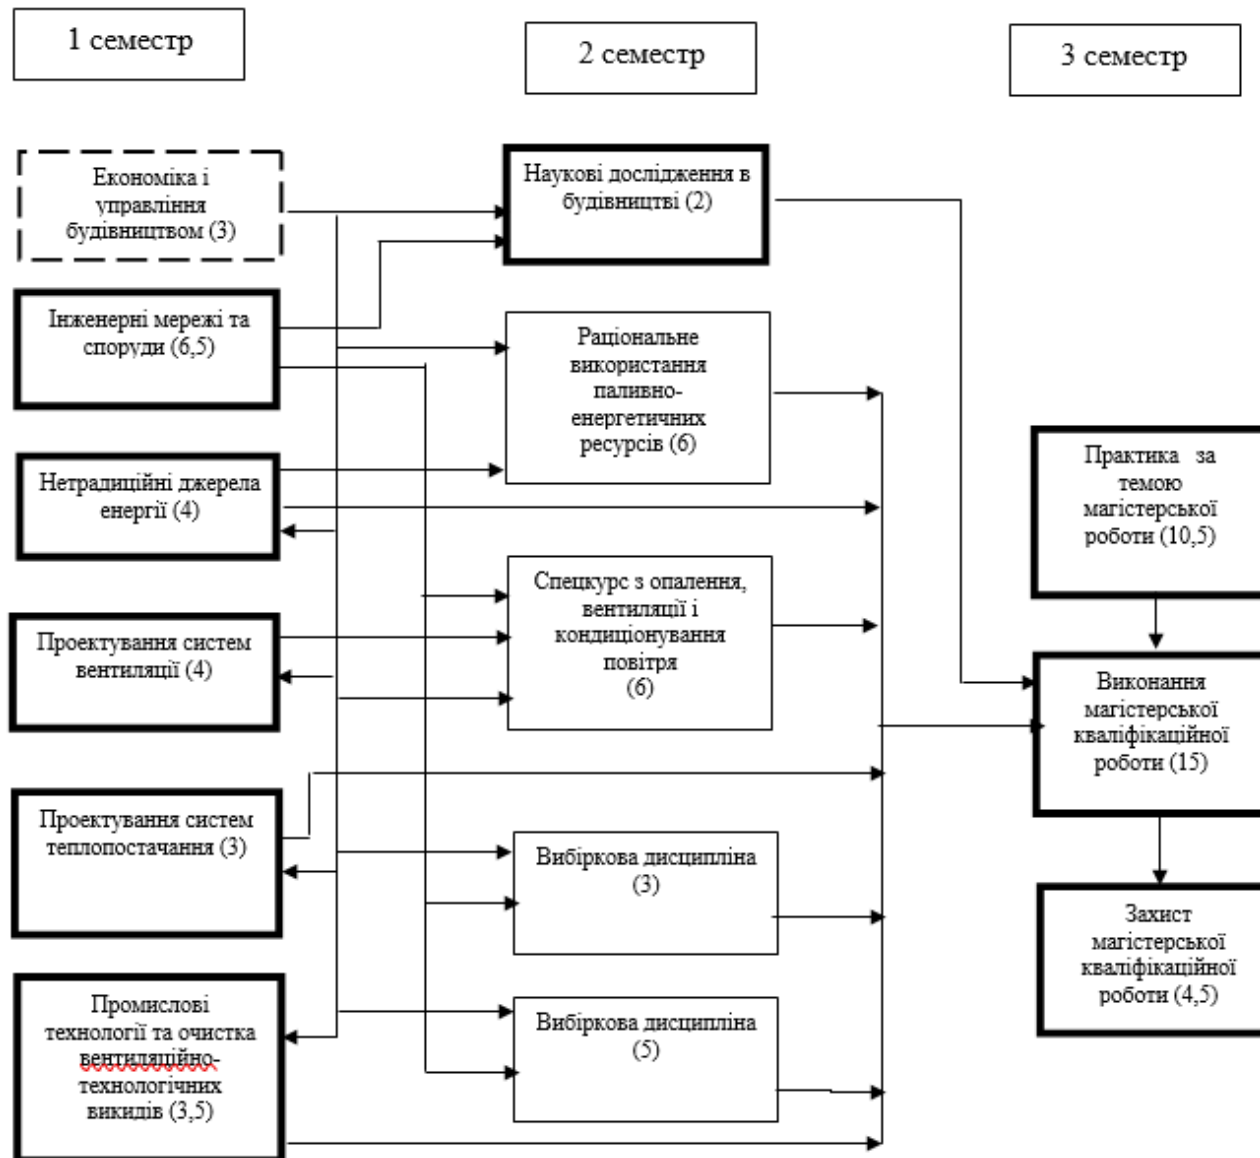 1 семестр
2 семестр
3 семестр
Економіка і
управління
будівництвом (3)
Інженерні мережі та
споруди (6,5)
Нетрадиційні джерела
енергії (4)
Проектування систем
вентиляції (4)
Проектування систем
теплопостачання (3)
Промислові
технології та очистка
вентиляційно-
технологічних
викидів (3,5)
Наукові дослідження в
будівництві (2)
Раціональне
використання
паливно-
енергетичних
ресурсів (6)
Спецкурс з опалення,
вентиляції і
кондиціонування
повітря
(6)
Вибіркова дисципліна
(3)
Вибіркова дисципліна
(5)
Практика за
темою
магістерської
роботи (10,5)
Виконання
магістерської
кваліфікаційної
роботи (15)
Захист
магістерської
кваліфікаційної
роботи (4,5)